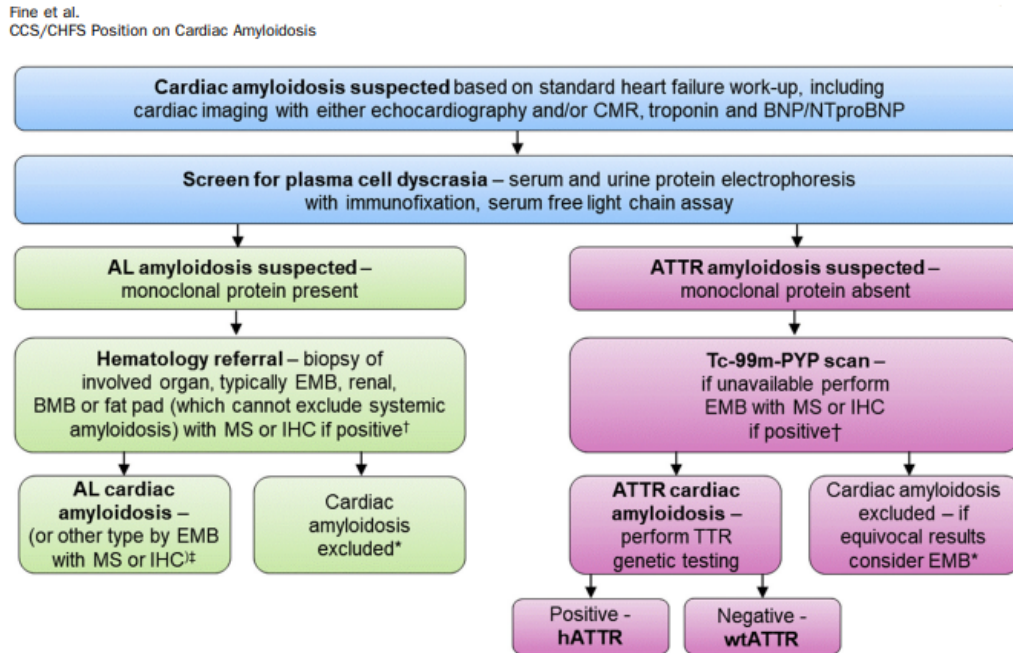 Fine et al.
CCS/CHFS Position on Cardiac Amyloidosis
Cardiac amyloidosis suspected based on standard heart failure work-up, including
cardiac imaging with either echocardiography and/or CMR, troponin and BNP/NTproBNP
Screen for plasma cell dyscrasia – serum and urine protein electrophoresis
with immunofixation, serum free light chain assay
AL amyloidosis suspected –
monoclonal protein present
ATTR amyloidosis suspected –
monoclonal protein absent
Hematology referral – biopsy of
involved organ, typically EMB, renal,
BMB or fat pad (which cannot exclude systemic
amyloidosis) with MS or IHC if positive†
Tc-99m-PYP scan –
if unavailable perform
EMB with MS or IHC
if positive†
AL cardiac
amyloidosis –
(or other type by EMB
with MS or IHC)‡
Cardiac
amyloidosis
excluded*
ATTR cardiac
amyloidosis –
perform TTR
genetic testing
Cardiac amyloidosis
excluded – if
equivocal results
consider EMB*
Positive -
hATTR
Negative -
wtATTR